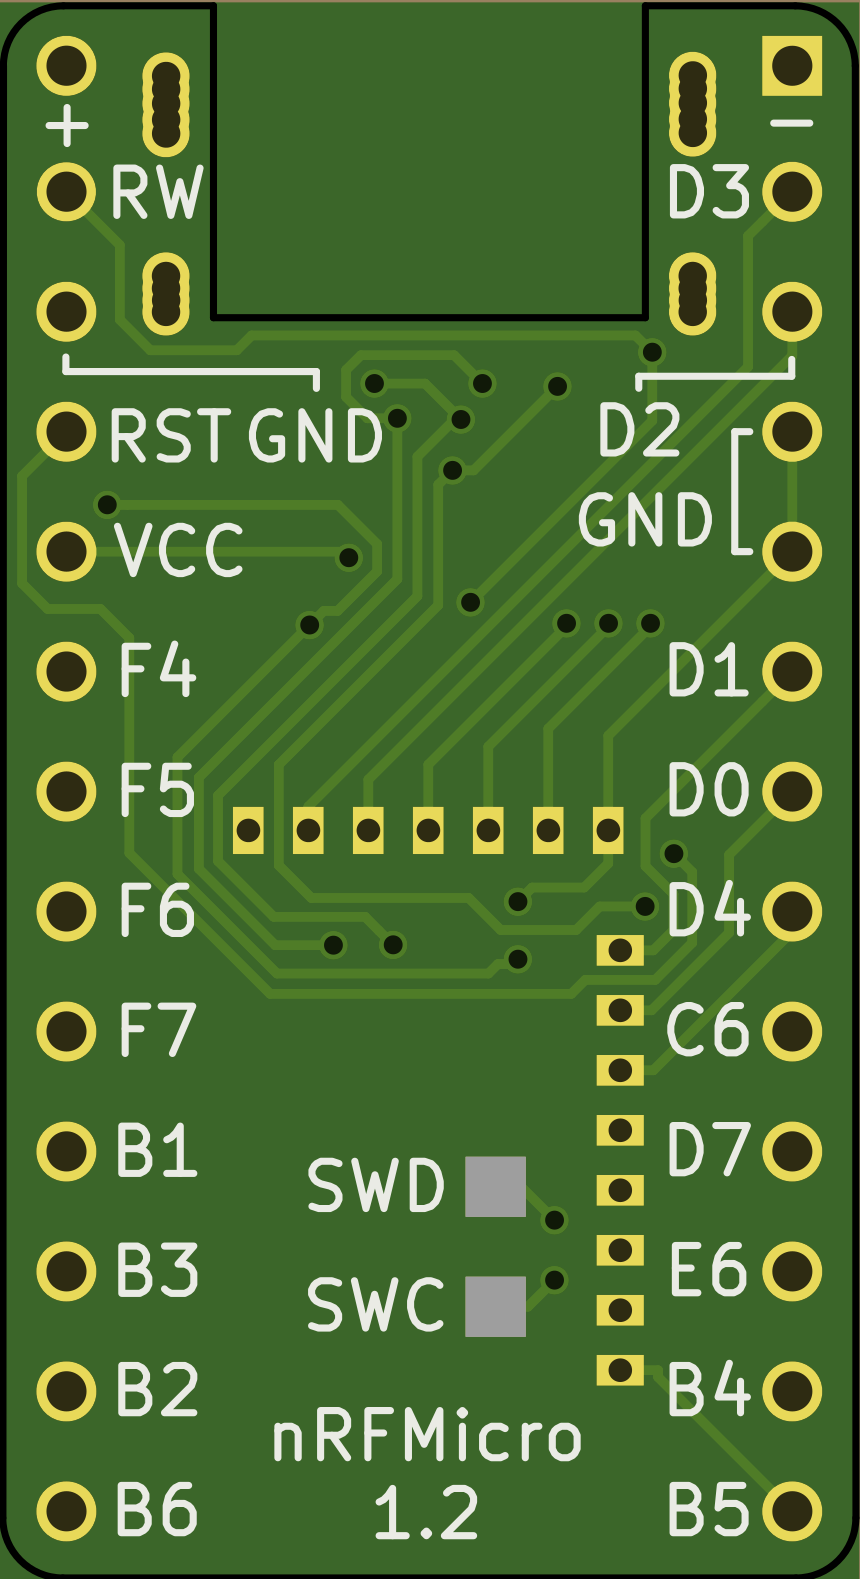 + −
RW D3
RST GND D2
VCC GND
F4 D1
F5 D0
F6 D4
F7 C6
B1 D7
SWD
B3 E6
SWC
B2 B4
nRFMicro
B6 1.2 B5